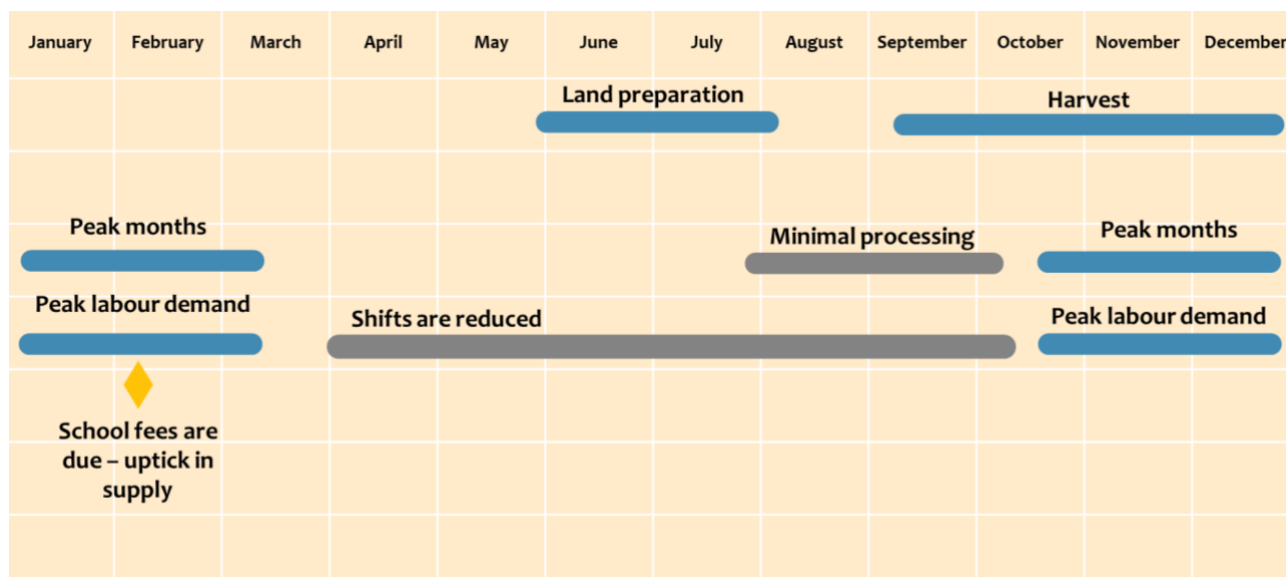 January February March April May June July August September October November December
Land preparation Harvest
Peak months Minimal processing Peak months
Peak labour demand Shifts are reduced Peak labour demand
School fees are
due – uptick in
supply